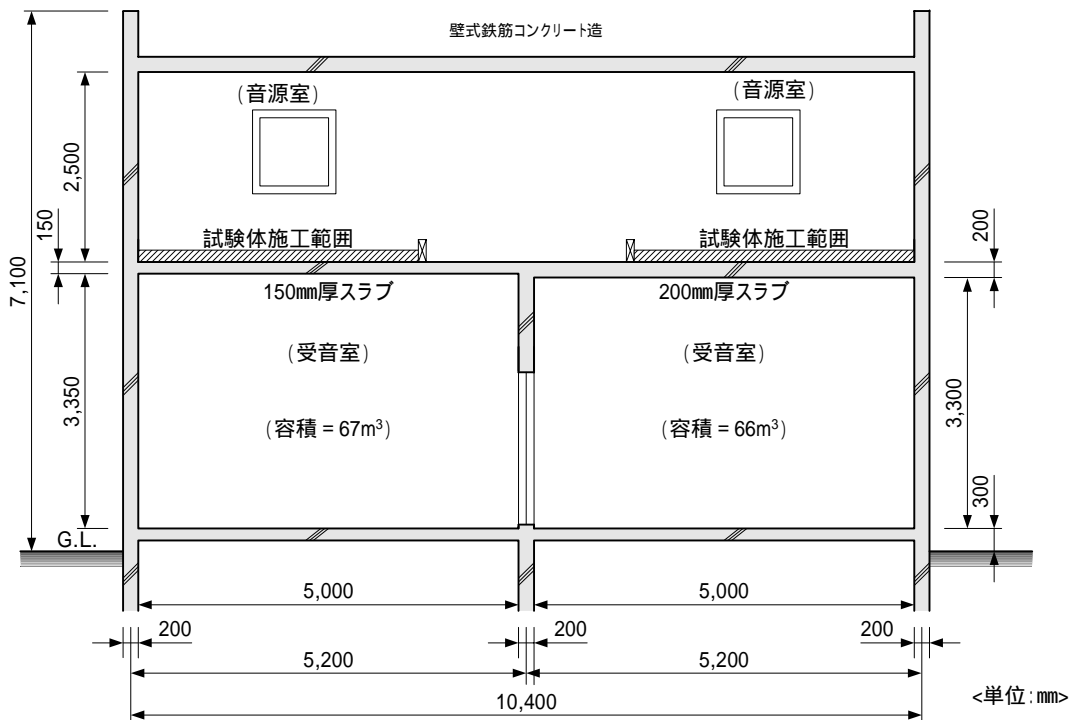 壁式鉄筋コンクリート造
(音源室)
(音源室)
7,100
2,500
150
200
試験体施工範囲
試験体施工範囲
150mm厚スラブ
200mm厚スラブ
(受音室)
(受音室)
3,350
3,300
(容積 = 67m³)
(容積 = 66m³)
300
G.L.
5,000
5,000
200
200
200
5,200
5,200
10,400
<単位:mm>